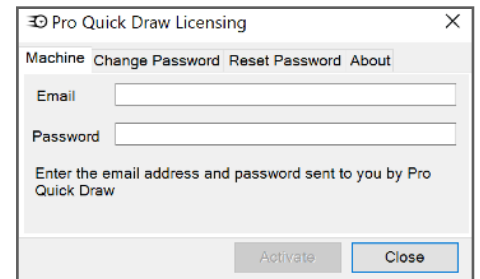 Pro Quick Draw Licensing
Machine Change Password Reset Password About
Email
Password
Enter the email address and password sent to you by Pro
Quick Draw
Activate Close